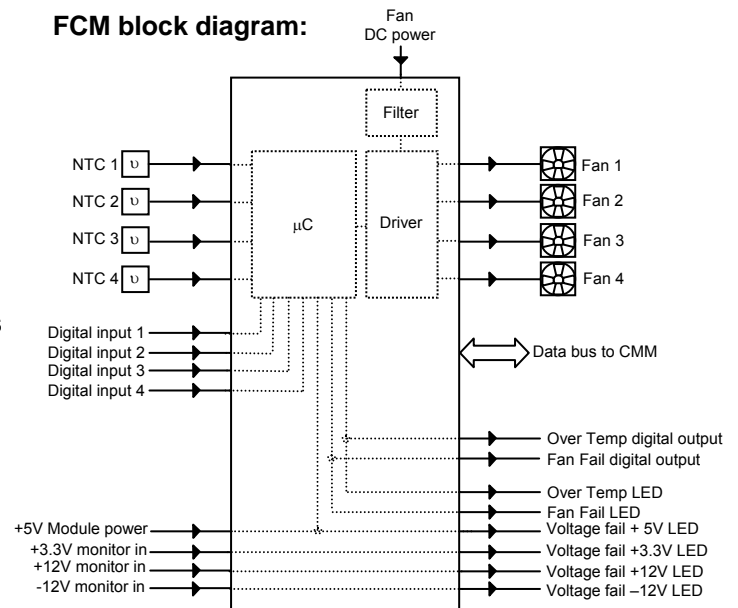 FCM block diagram:
Fan
DC power
Filter
NTC 1 υ
NTC 2 υ
NTC 3 υ
NTC 4 υ
μC
Driver
Fan 1
Fan 2
Fan 3
Fan 4
Digital input 1
Digital input 2
Digital input 3
Digital input 4
Data bus to CMM
Over Temp digital output
Fan Fail digital output
Over Temp LED
Fan Fail LED
+5V Module power
Voltage fail + 5V LED
+3.3V monitor in
Voltage fail +3.3V LED
+12V monitor in
Voltage fail +12V LED
-12V monitor in
Voltage fail –12V LED